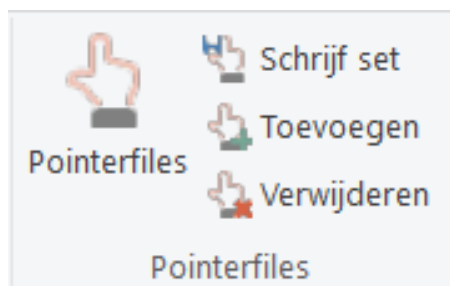 Pointerfiles
Schrijf set
Toevoegen
Verwijderen
Pointerfiles